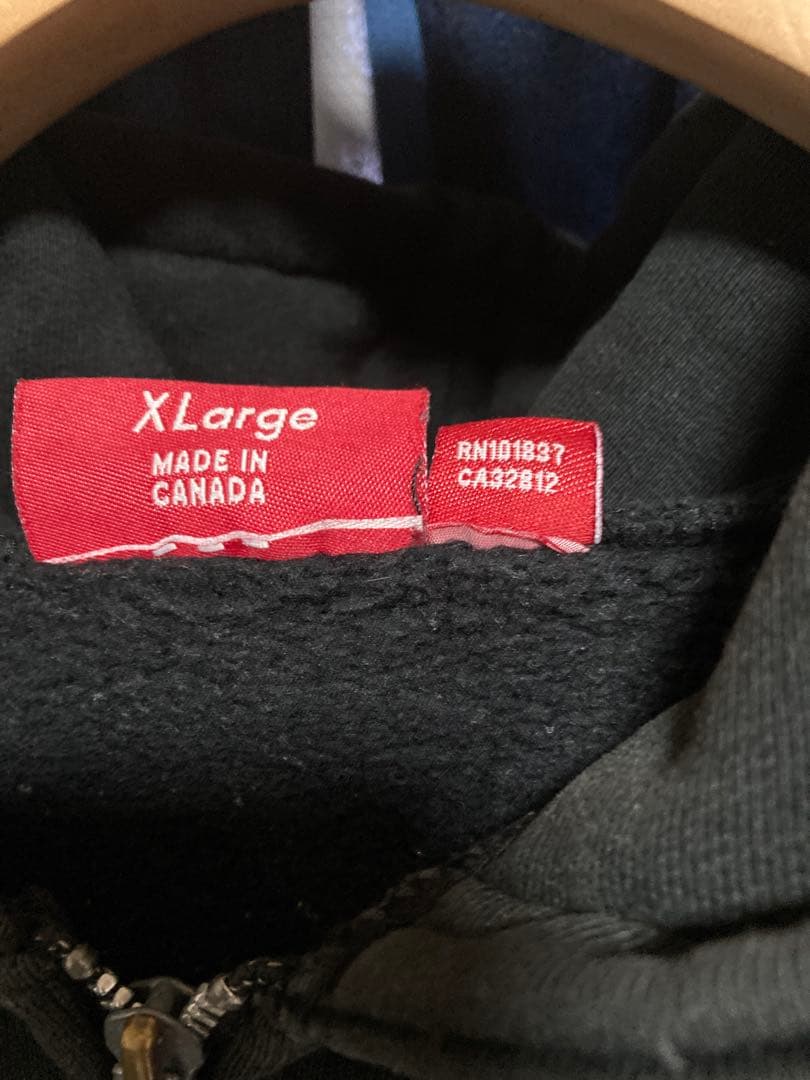 XLarge
MADE IN
CANADA
RN101837
CA32812